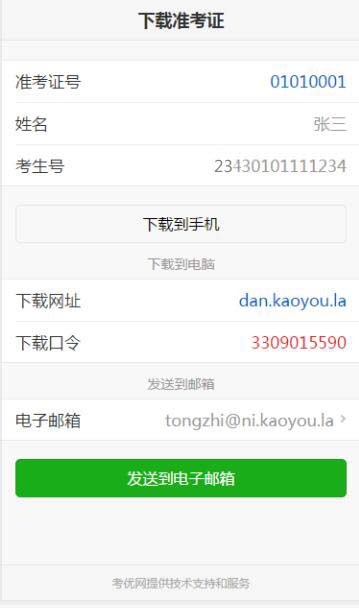 下载准考证
准考证号 01010001
姓名 张三
考生号 23430101111234
下载到手机
下载到电脑
下载网址 dan.kaoyou.la
下载口令 3309015590
发送到邮箱
电子邮箱 tongzhi@ni.kaoyou.la >
发送到电子邮箱
考优网提供技术支持和服务